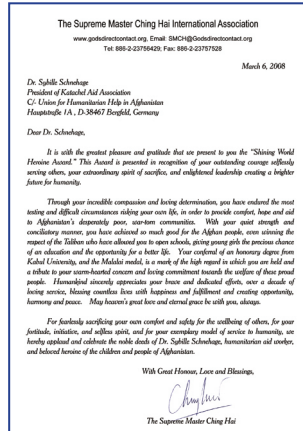 The Supreme Master Ching Hai International Association
www.godsdirectcontact.org, Email: SMCH@Godsdirectcontact.org
Tel: 886-2-23756429; Fax: 886-2-23757528
March 6, 2008
Dr. Sybille Schnehage
President of Katachel Aid Association
C/- Union for Humanitarian Help in Afghanistan
Hauptstraße 1A , D-38467 Bergfeld, Germany
Dear Dr. Schnehage,
It is with the greatest pleasure and gratitude that we present to you the "Shining World
Heroine Award." This Award is presented in recognition of your outstanding courage selflessly
serving others, your extraordinary spirit of sacrifice, and enlightened leadership creating a brighter
future for humanity.
Through your incredible compassion and loving determination, you have endured the most
testing and difficult circumstances risking your own life, in order to provide comfort, hope and aid
to Afghanistan's desperately poor, war-torn communities. With your quiet strength and
conciliatory manner, you have achieved so much good for the Afghan people, even winning the
respect of the Taliban who have allowed you to open schools, giving young girls the precious chance
of an education and the opportunity for a better life. Your conferral of an honorary degree from
Kabul University, and the Malalai medal, is a mark of the high regard in which you are held and
a tribute to your warm-hearted concern and loving commitment towards the welfare of these proud
people. Humankind sincerely appreciates your brave and dedicated efforts, over a decade of
loving service, blessing countless lives with happiness and fulfillment and creating opportunity,
harmony and peace. May heaven's great love and eternal grace be with you, always.
For fearlessly sacrificing your own comfort and safety for the wellbeing of others, for your
fortitude, initiative, and selfless spirit, and for your exemplary model of service to humanity, we
hereby applaud and celebrate the noble deeds of Dr. Sybille Schnehage, humanitarian aid worker,
and beloved heroine of the children and people of Afghanistan.
With Great Honour, Love and Blessings,
The Supreme Master Ching Hai